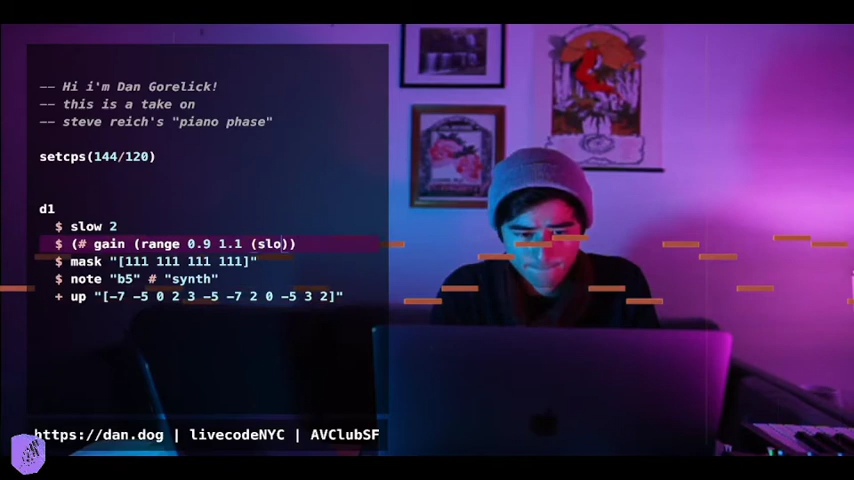 -- Hi i'm Dan Gorelick!
-- this is a take on
-- steve reich's "piano phase"
setcps(144/120)
d1
$ slow 2
$ (# gain (range 0.9 1.1 (slo))
$ mask "[111 111 111 111]"
$ note "b5" # "synth"
+ up "[-7 -5 0 2 3 -5 -7 2 0 -5 3 2]"
https://dan.dog | livecodeNYC | AVClubSF